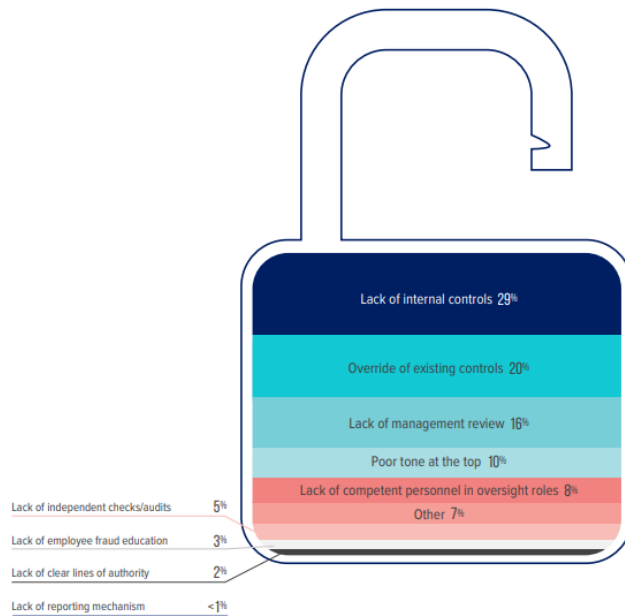 Lack of internal controls 29%
Override of existing controls 20%
Lack of management review 16%
Poor tone at the top 10%
Lack of competent personnel in oversight roles 8%
Other 7%
Lack of independent checks/audits 5%
Lack of employee fraud education 3%
Lack of clear lines of authority 2%
Lack of reporting mechanism <1%